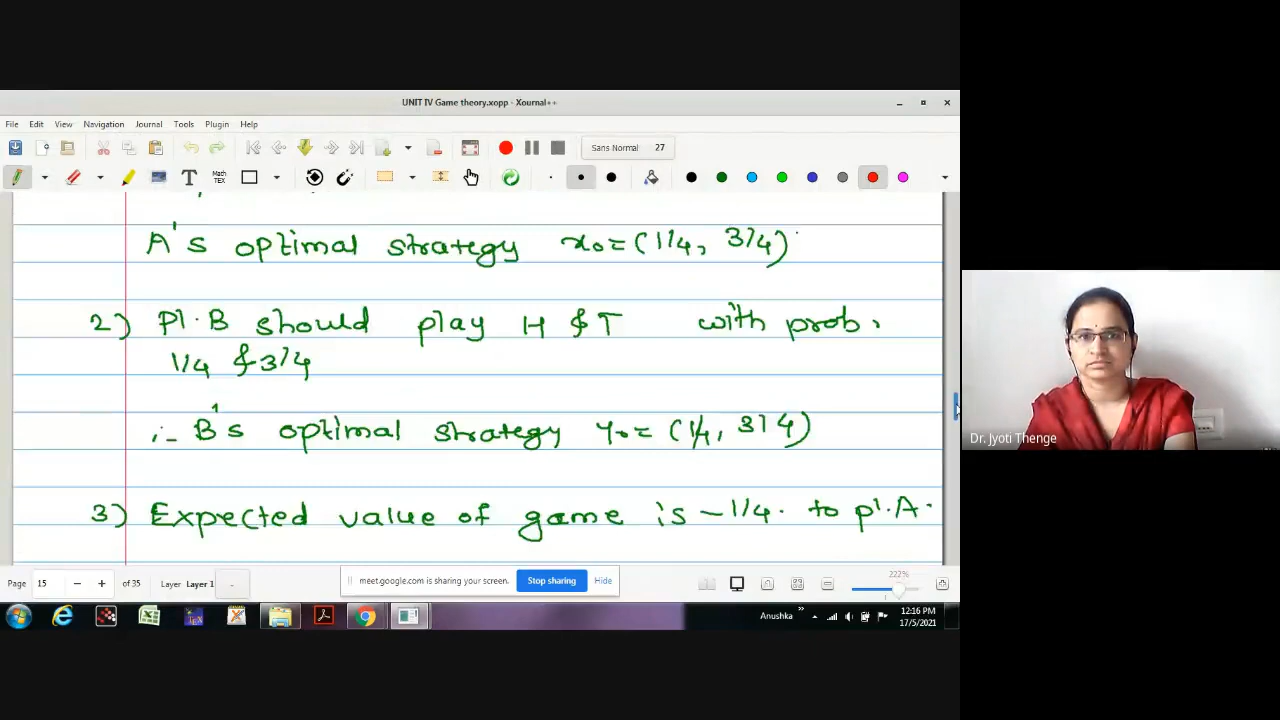 UNIT IV Game theory.xopp - Xournal++
File Edit View Navigation Journal Tools Plugin Help
Sans Normal 27
A's optimal strategy x0 = (1/4, 3/4)
2) Pl. B should play H & T with prob.
1/4 & 3/4
∴ B's optimal strategy Y0 = (1/4, 3/4)
3) Expected value of game is -1/4. to pl. A.
Dr. Jyoti Thenge
Page 15 of 35 Layer Layer 1
meet.google.com is sharing your screen. Stop sharing Hide
222%
Anushka
12:16 PM
17/5/2021